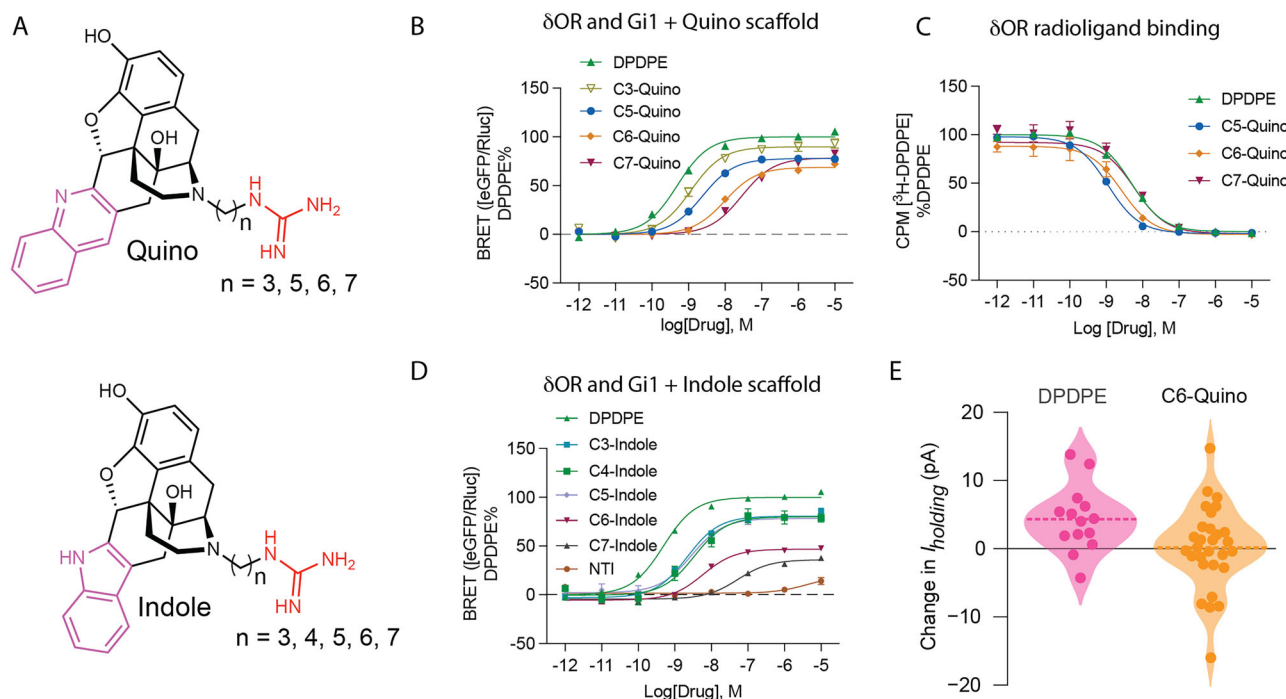 A
HO
O
OH
N
N
n
H
N
NH2
NH
Quino
n = 3, 5, 6, 7
HO
O
OH
HN
N
n
H
N
NH2
NH
Indole
n = 3, 4, 5, 6, 7
B
δOR and Gi1 + Quino scaffold
DPDPE
C3-Quino
C5-Quino
C6-Quino
C7-Quino
BRET ([eGFP/Rluc])
DPDPE%
150
100
50
0
-50
-12 -11 -10 -9 -8 -7 -6 -5
log[Drug], M
C
δOR radioligand binding
DPDPE
C5-Quino
C6-Quino
C7-Quino
CPM [³H-DPDPE]
%DPDPE
150
100
50
0
-50
-12 -11 -10 -9 -8 -7 -6 -5
Log [Drug], M
D
δOR and Gi1 + Indole scaffold
DPDPE
C3-Indole
C4-Indole
C5-Indole
C6-Indole
C7-Indole
NTI
BRET ([eGFP/Rluc])
DPDPE%
150
100
50
0
-50
-12 -11 -10 -9 -8 -7 -6 -5
Log[Drug], M
E
DPDPE C6-Quino
Change in Iholding (pA)
20
10
0
−10
−20